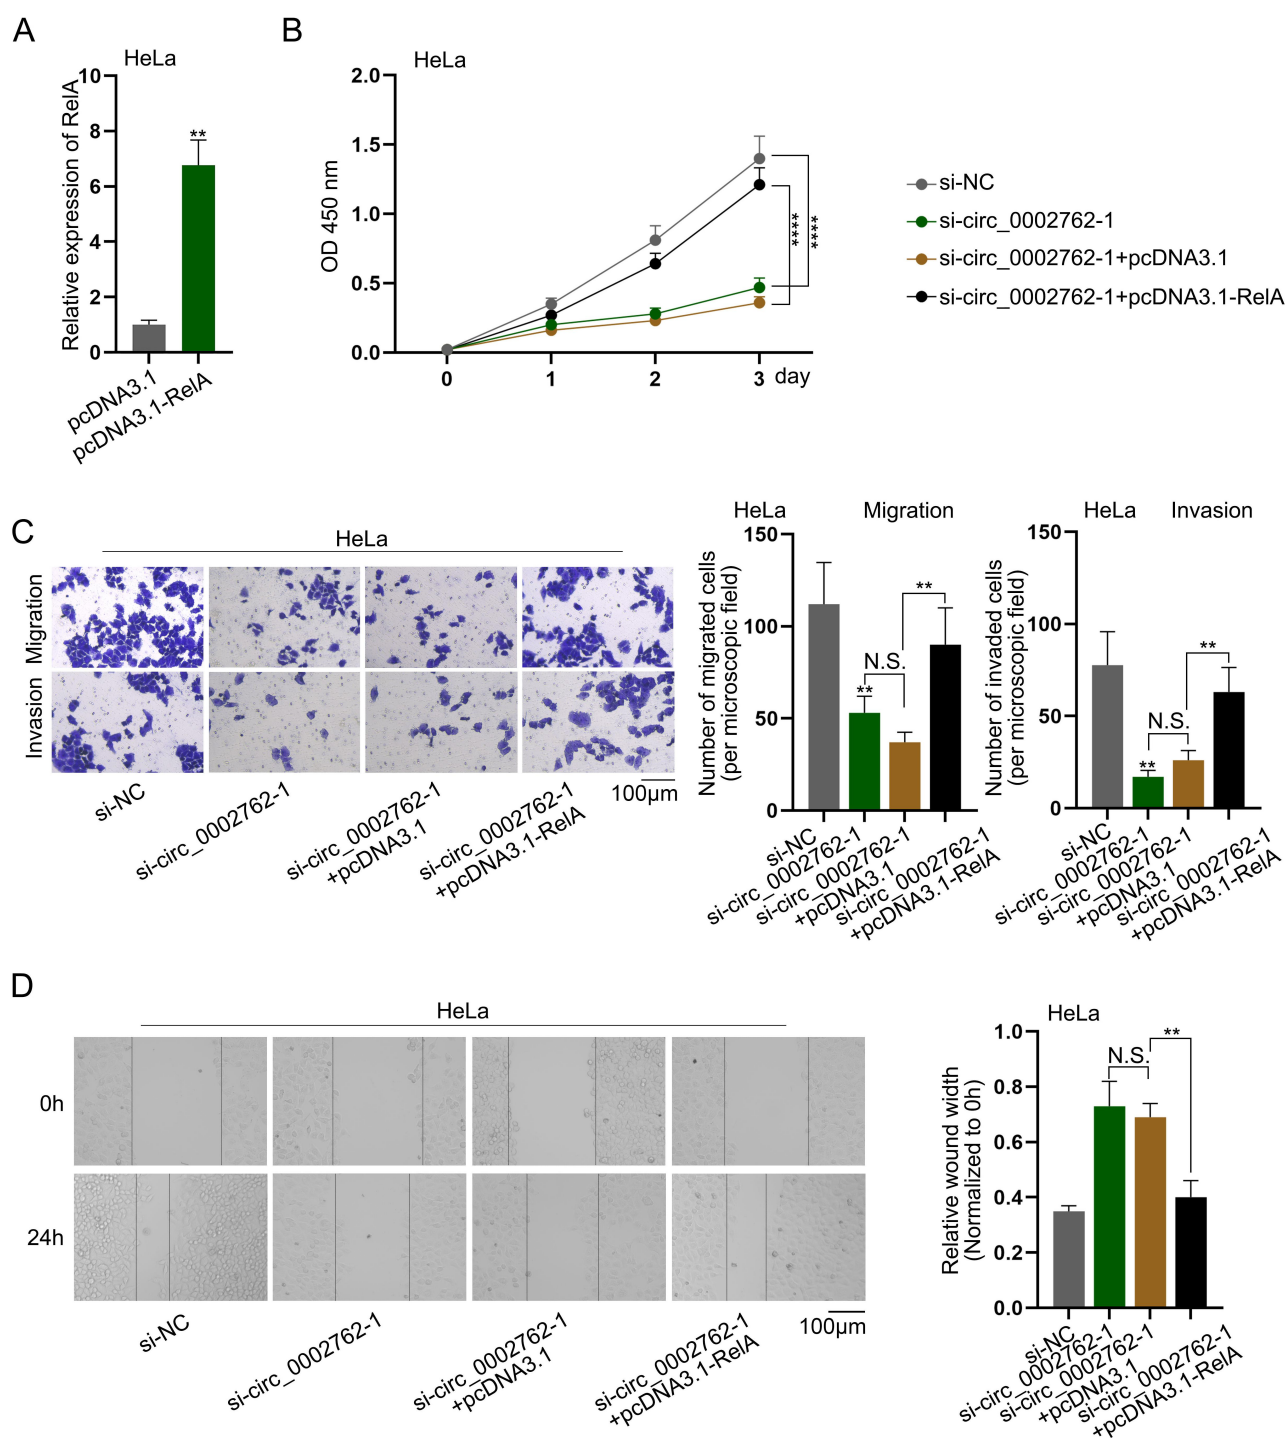 A
HeLa
Relative expression of RelA
10
8
6
4
2
0
**
pcDNA3.1
pcDNA3.1-RelA
B
HeLa
OD 450 nm
2.0
1.5
1.0
0.5
0.0
0 1 2 3 day
****
****
si-NC
si-circ_0002762-1
si-circ_0002762-1+pcDNA3.1
si-circ_0002762-1+pcDNA3.1-RelA
C
HeLa
Migration
Invasion
si-NC
si-circ_0002762-1
si-circ_0002762-1
+pcDNA3.1
si-circ_0002762-1
+pcDNA3.1-RelA
100μm
HeLa Migration
Number of migrated cells
(per microscopic field)
150
100
50
0
**
N.S.
**
si-NC
si-circ_0002762-1
si-circ_0002762-1
+pcDNA3.1
si-circ_0002762-1
+pcDNA3.1-RelA
HeLa Invasion
Number of invaded cells
(per microscopic field)
150
100
50
0
**
N.S.
**
si-NC
si-circ_0002762-1
si-circ_0002762-1
+pcDNA3.1
si-circ_0002762-1
+pcDNA3.1-RelA
D
HeLa
0h
24h
si-NC
si-circ_0002762-1
si-circ_0002762-1
+pcDNA3.1
si-circ_0002762-1
+pcDNA3.1-RelA
100μm
HeLa
Relative wound width
(Normalized to 0h)
1.0
0.8
0.6
0.4
0.2
0.0
N.S.
**
si-NC
si-circ_0002762-1
si-circ_0002762-1
+pcDNA3.1
si-circ_0002762-1
+pcDNA3.1-RelA